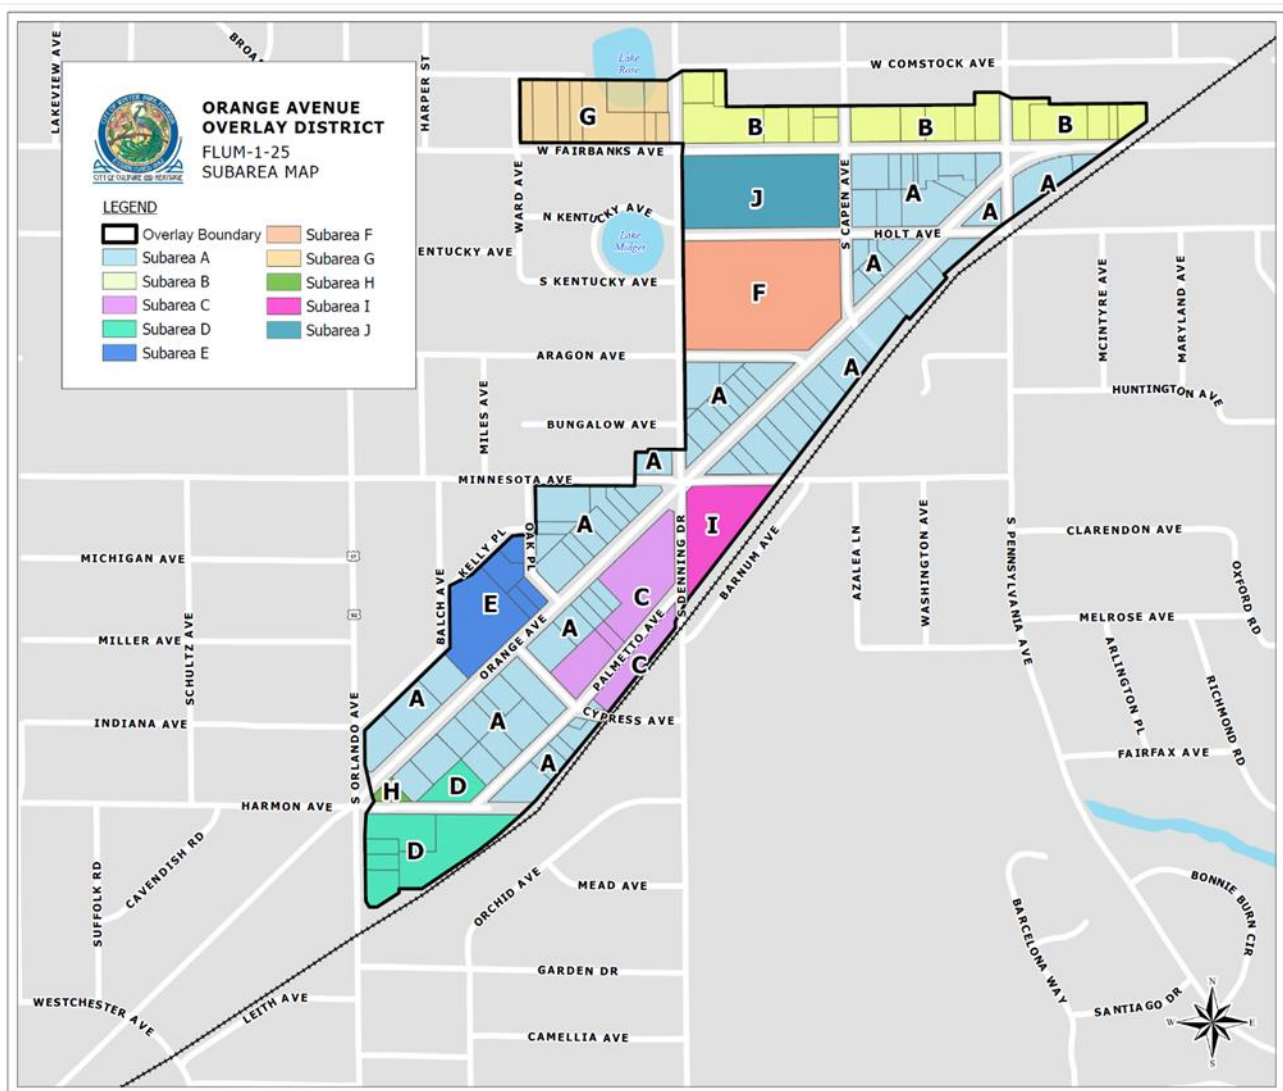 LAKEVIEW AVE
HARPER ST
Lake
Rose
W COMSTOCK AVE
ORANGE AVENUE
OVERLAY DISTRICT
FLUM-1-25
SUBAREA MAP
LEGEND
Overlay Boundary
Subarea A
Subarea B
Subarea C
Subarea D
Subarea E
Subarea F
Subarea G
Subarea H
Subarea I
Subarea J
G
B
B
B
W FAIRBANKS AVE
WARD AVE
N KENTUCKY AVE
Lake
Midget
ENTUCKY AVE
S KENTUCKY AVE
J
S CAPEN AVE
A
A
A
HOLT AVE
A
F
MCINTYRE AVE
MARYLAND AVE
ARAGON AVE
A
A
HUNTINGTON AVE
MILES AVE
BUNGALOW AVE
A
MINNESOTA AVE
A
OAK PL
I
S DENNING DR
BARNUM AVE
AZALEA LN
WASHINGTON AVE
S PENNSYLVANIA AVE
CLARENDON AVE
OXFORD RD
MICHIGAN AVE
KELLY PL
BALCH AVE
E
C
A
ORANGE AVE
PALMETTO AVE
C
MELROSE AVE
ARLINGTON PL
RICHMOND RD
MILLER AVE
SCHULTZ AVE
A
A
CYPRESS AVE
INDIANA AVE
S ORLANDO AVE
FAIRFAX AVE
A
H
D
HARMON AVE
D
SUFFOLK RD
CAVENDISH RD
ORCHID AVE
MEAD AVE
BONNIE BURN CIR
BARCELONA WAY
GARDEN DR
WESTCHESTER AVE
LEITH AVE
SANTIAGO DR
CAMELLIA AVE
N
W
E
S